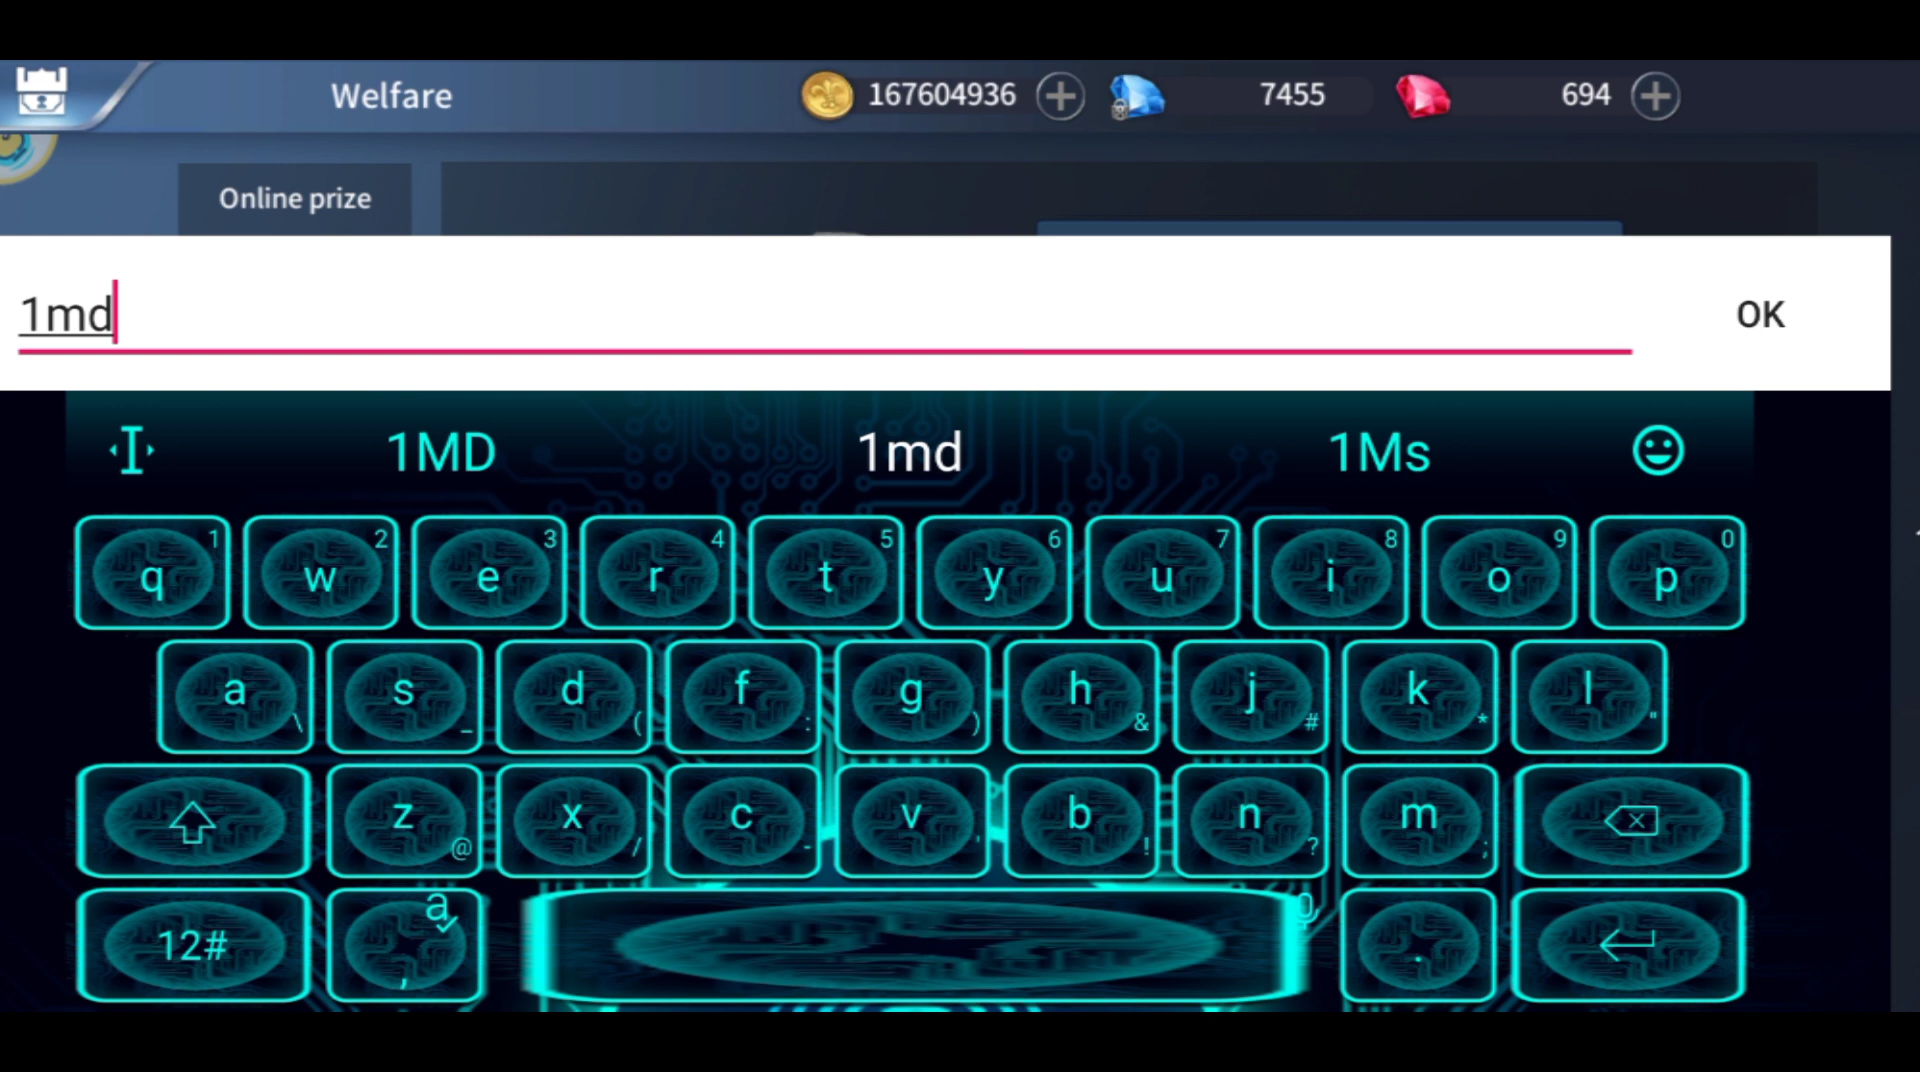 Welfare 167604936 7455 694
Online prize
1md OK
1MD 1md 1Ms
q 1 w 2 e 3 r 4 t 5 y 6 u 7 i 8 o 9 p 0
a \ s _ d ( f : g ) h & j # k * l "
z @ x / c - v ' b ! n ? m ;
12# a , .